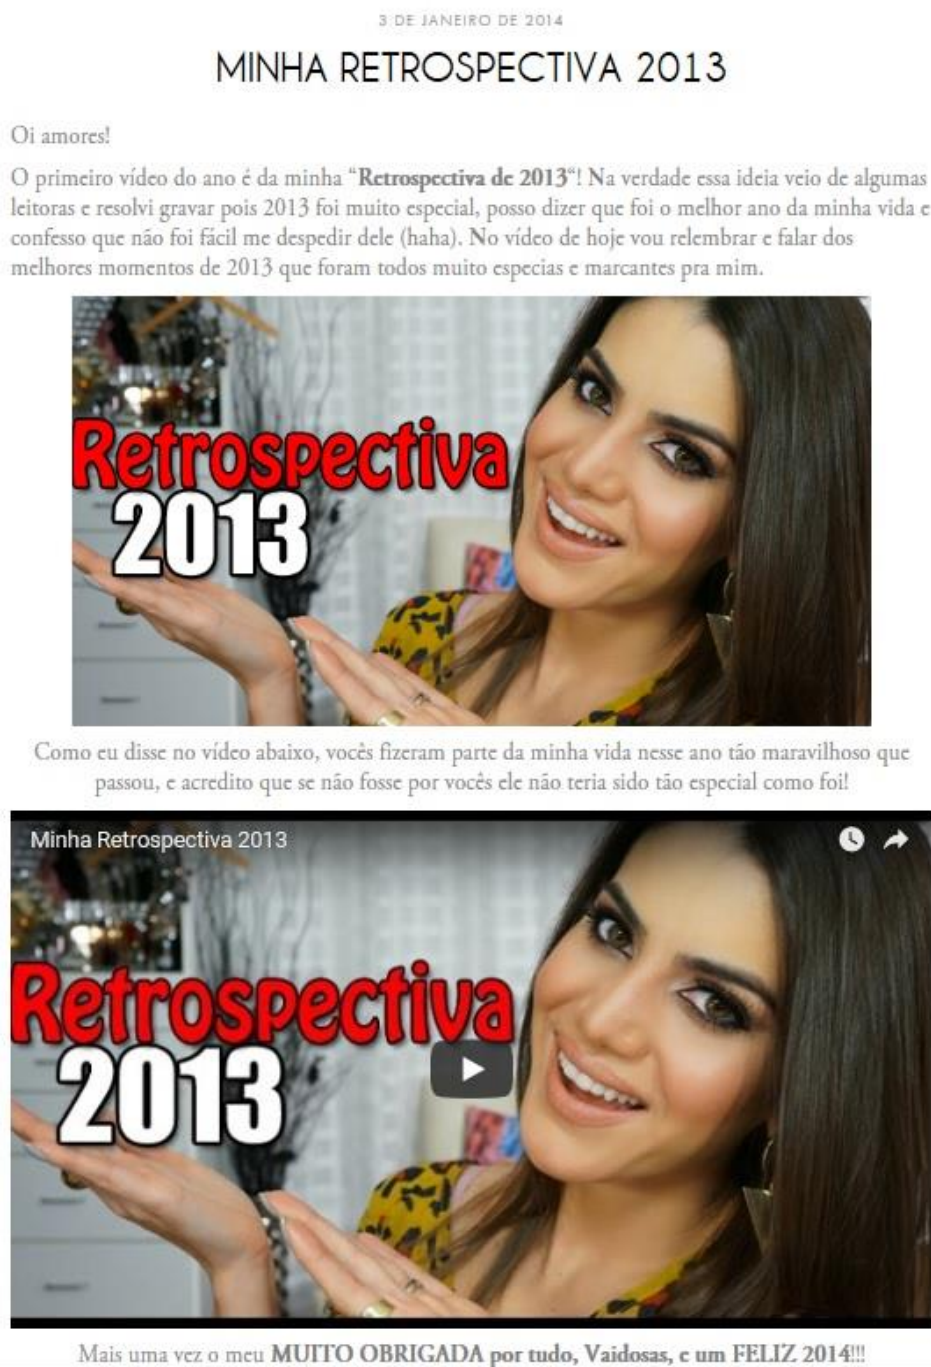 3 DE JANEIRO DE 2014
MINHA RETROSPECTIVA 2013
Oi amores!
O primeiro vídeo do ano é da minha “Retrospectiva de 2013“! Na verdade essa ideia veio de algumas
leitoras e resolvi gravar pois 2013 foi muito especial, posso dizer que foi o melhor ano da minha vida e
confesso que não foi fácil me despedir dele (haha). No vídeo de hoje vou relembrar e falar dos
melhores momentos de 2013 que foram todos muito especias e marcantes pra mim.
Retrospectiva
2013
Como eu disse no vídeo abaixo, vocês fizeram parte da minha vida nesse ano tão maravilhoso que
passou, e acredito que se não fosse por vocês ele não teria sido tão especial como foi!
Minha Retrospectiva 2013
Retrospectiva
2013
Mais uma vez o meu MUITO OBRIGADA por tudo, Vaidosas, e um FELIZ 2014!!!!